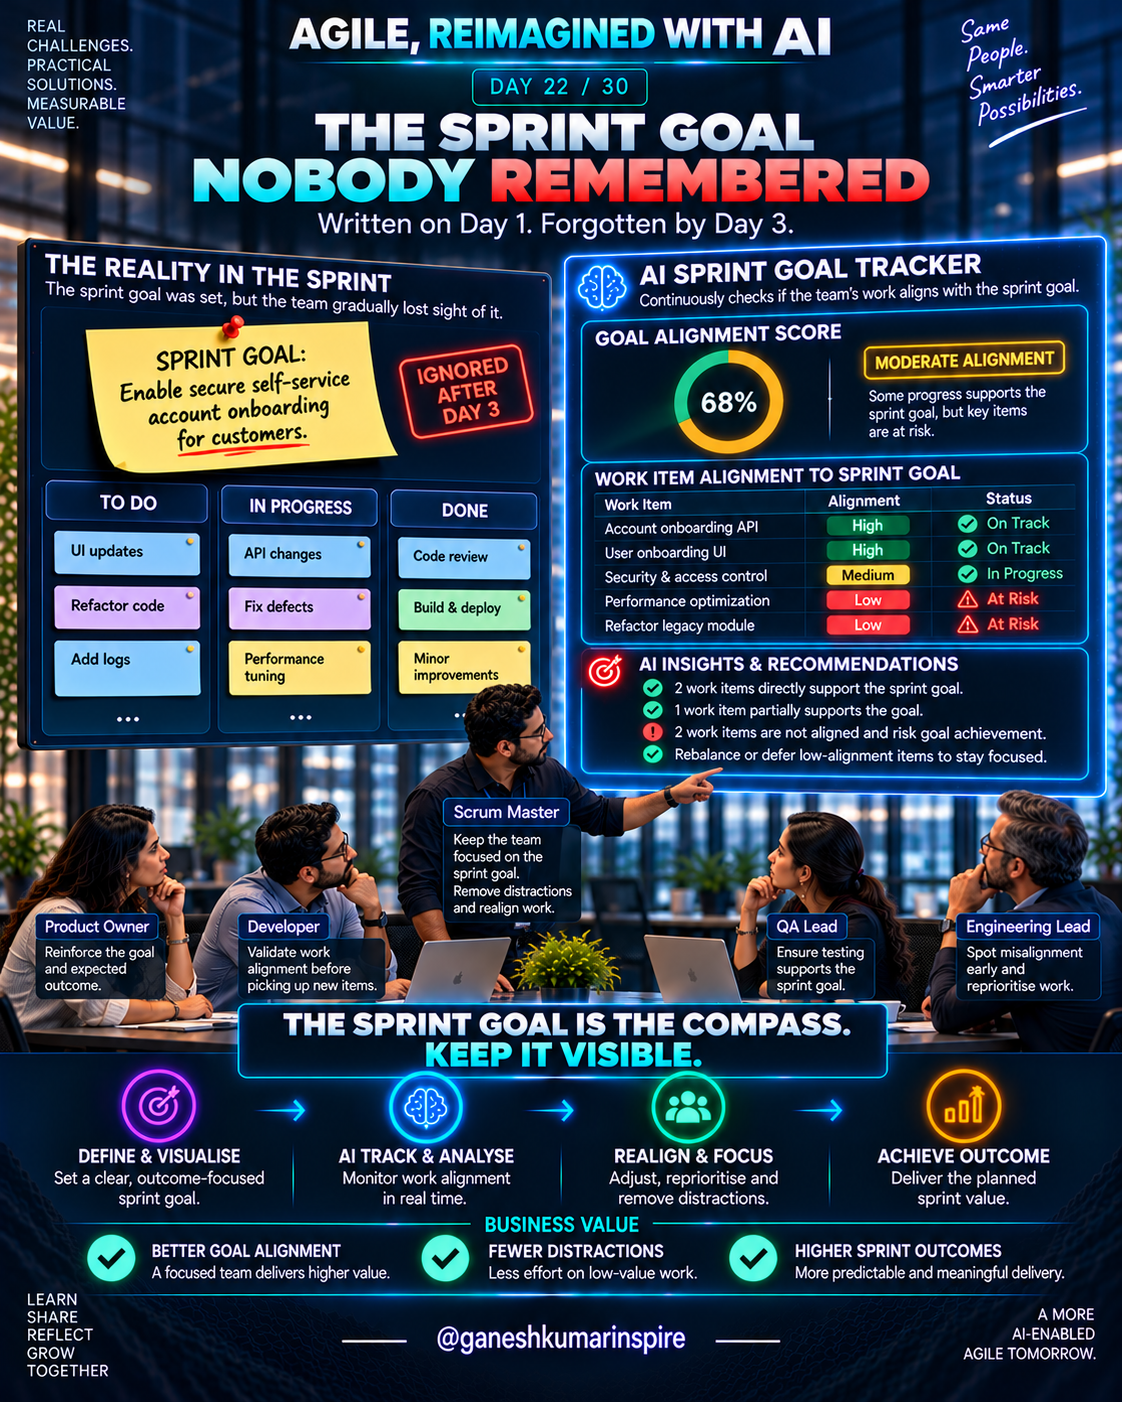 REAL
CHALLENGES.
PRACTICAL
SOLUTIONS.
MEASURABLE
VALUE.
AGILE, REIMAGINED WITH AI
Same
People.
Smarter
Possibilities.
DAY 22 / 30
THE SPRINT GOAL
NOBODY REMEMBERED
Written on Day 1. Forgotten by Day 3.
THE REALITY IN THE SPRINT
The sprint goal was set, but the team gradually lost sight of it.
SPRINT GOAL:
Enable secure self-service
account onboarding
for customers.
IGNORED
AFTER
DAY 3
TO DO
UI updates
Refactor code
Add logs
...
IN PROGRESS
API changes
Fix defects
Performance
tuning
...
DONE
Code review
Build & deploy
Minor
improvements
AI SPRINT GOAL TRACKER
Continuously checks if the team's work aligns with the sprint goal.
GOAL ALIGNMENT SCORE
68%
MODERATE ALIGNMENT
Some progress supports the
sprint goal, but key items
are at risk.
WORK ITEM ALIGNMENT TO SPRINT GOAL
Work Item Alignment Status
Account onboarding API High On Track
User onboarding UI High On Track
Security & access control Medium In Progress
Performance optimization Low At Risk
Refactor legacy module Low At Risk
AI INSIGHTS & RECOMMENDATIONS
2 work items directly support the sprint goal.
1 work item partially supports the goal.
2 work items are not aligned and risk goal achievement.
Rebalance or defer low-alignment items to stay focused.
Scrum Master
Keep the team
focused on the
sprint goal.
Remove distractions
and realign work.
Product Owner
Reinforce the goal
and expected
outcome.
Developer
Validate work
alignment before
picking up new items.
QA Lead
Ensure testing
supports the
sprint goal.
Engineering Lead
Spot misalignment
early and
reprioritise work.
THE SPRINT GOAL IS THE COMPASS.
KEEP IT VISIBLE.
DEFINE & VISUALISE
Set a clear, outcome-focused
sprint goal.
AI TRACK & ANALYSE
Monitor work alignment
in real time.
REALIGN & FOCUS
Adjust, reprioritise and
remove distractions.
ACHIEVE OUTCOME
Deliver the planned
sprint value.
BUSINESS VALUE
BETTER GOAL ALIGNMENT
A focused team delivers higher value.
FEWER DISTRACTIONS
Less effort on low-value work.
HIGHER SPRINT OUTCOMES
More predictable and meaningful delivery.
LEARN
SHARE
REFLECT
GROW
TOGETHER
@ganeshkumarinspire
A MORE
AI-ENABLED
AGILE TOMORROW.